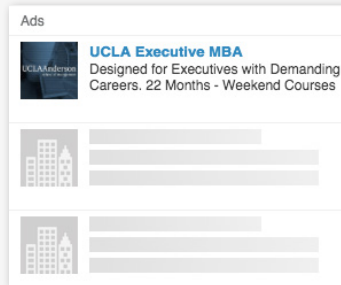 Ads
UCLA Executive MBA
UCLAAnderson
Designed for Executives with Demanding
Careers. 22 Months - Weekend Courses